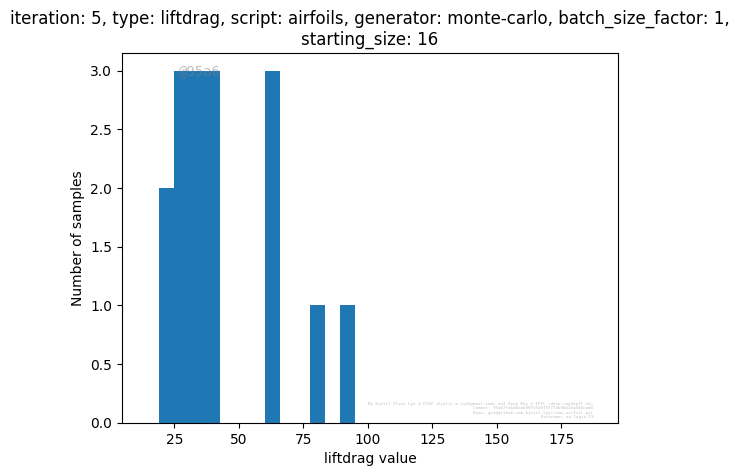 iteration: 5, type: liftdrag, script: airfoils, generator: monte-carlo, batch_size_factor: 1,
starting_size: 16
@95a6
3.0
2.5
2.0
1.5
1.0
0.5
0.0
Number of samples
25 50 75 100 125 150 175
liftdrag value